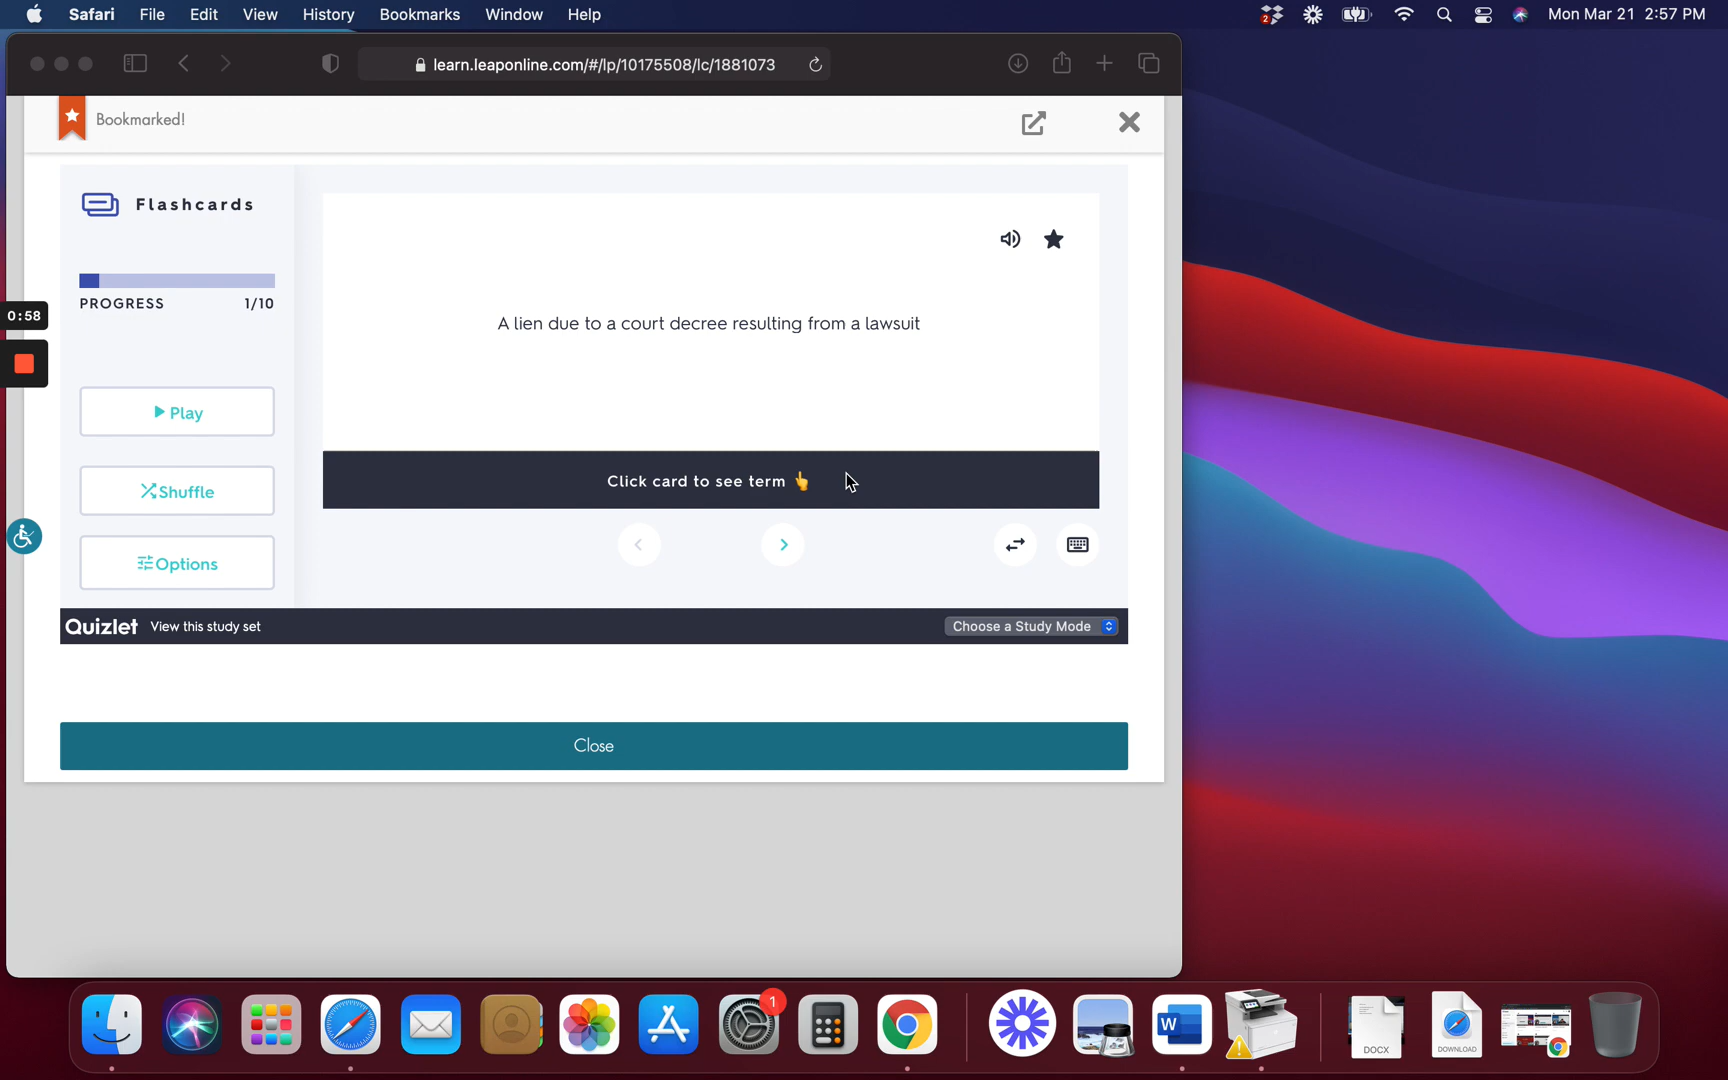 Safari File Edit View History Bookmarks Window Help
2
Mon Mar 21 2:57 PM
learn.leaponline.com/#/lp/10175508/lc/1881073
Bookmarked!
Flashcards
PROGRESS 1/10
0:58
A lien due to a court decree resulting from a lawsuit
Play
Click card to see term 👆
Shuffle
Options
Quizlet View this study set
Choose a Study Mode
Close
1
W
DOCX
DOWNLOAD